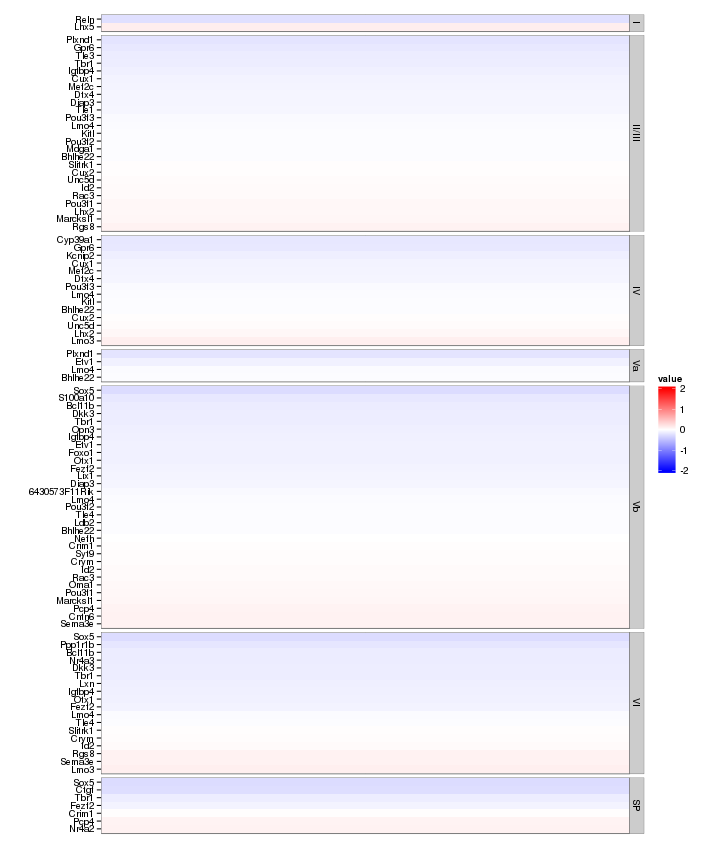 Reln
Lhx5
I
Plxnd1
Gpr6
Tle3
Tbr1
Igfbp4
Cux1
Mef2c
Dtx4
Diap3
Tle1
Pou3f3
Lmo4
Kitl
Pou3f2
Mdga1
Bhlhe22
Slitrk1
Cux2
Unc5d
Id2
Rac3
Pou3f1
Lhx2
Marcksl1
Rgs8
II/III
Cyp39a1
Gpr6
Kcnip2
Cux1
Mef2c
Dtx4
Pou3f3
Lmo4
Kitl
Bhlhe22
Cux2
Unc5d
Lhx2
Lmo3
IV
Plxnd1
Etv1
Lmo4
Bhlhe22
Va
Sox5
S100a10
Bcl11b
Dkk3
Tbr1
Opn3
Igfbp4
Etv1
Foxo1
Otx1
Fezf2
Lix1
Diap3
6430573F11Rik
Lmo4
Pou3f2
Tle4
Ldb2
Bhlhe22
Nefh
Crim1
Syt9
Crym
Id2
Rac3
Oma1
Pou3f1
Marcksl1
Pcp4
Cntn6
Sema3e
Vb
Sox5
Ppp1r1b
Bcl11b
Nr4a3
Dkk3
Tbr1
Lxn
Igfbp4
Otx1
Fezf2
Lmo4
Tle4
Slitrk1
Crym
Id2
Rgs8
Sema3e
Lmo3
VI
Sox5
Ctgf
Tbr1
Fezf2
Crim1
Pcp4
Nr4a2
SP
value
2
1
0
-1
-2